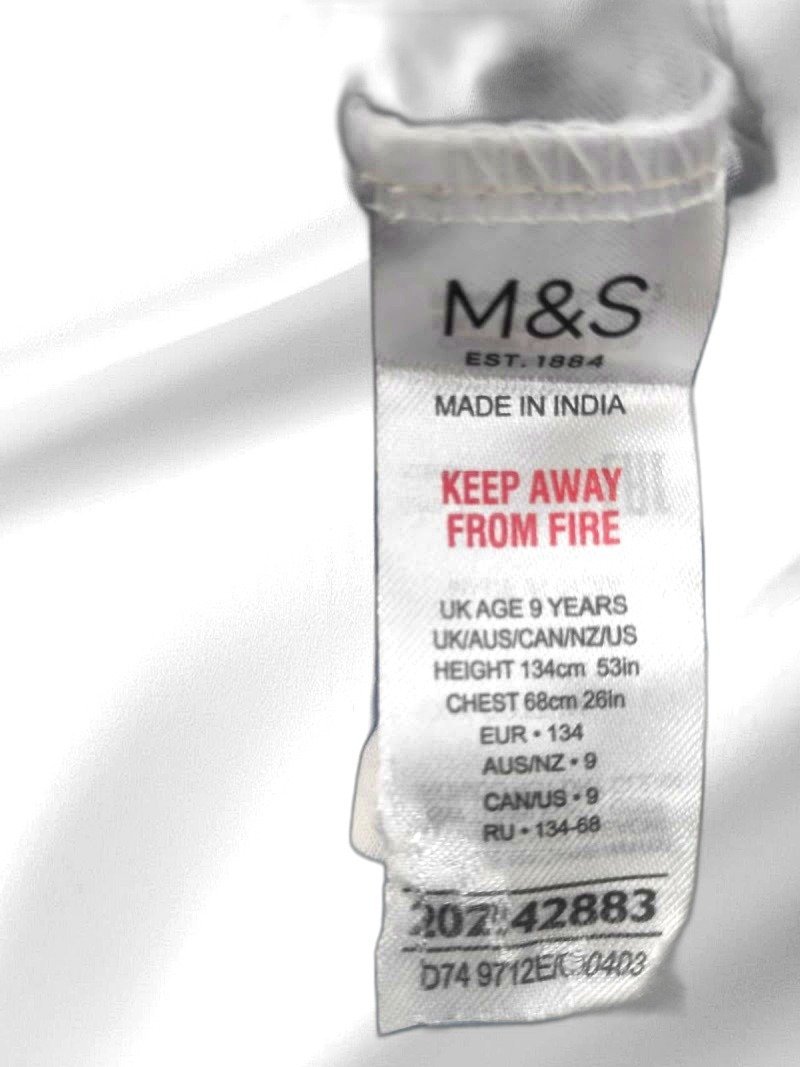 M&S
EST. 1884
MADE IN INDIA
KEEP AWAY
FROM FIRE
UK AGE 9 YEARS
UK/AUS/CAN/NZ/US
HEIGHT 134cm 53in
CHEST 68cm 26in
EUR • 134
AUS/NZ • 9
CAN/US • 9
RU • 134-68
D74